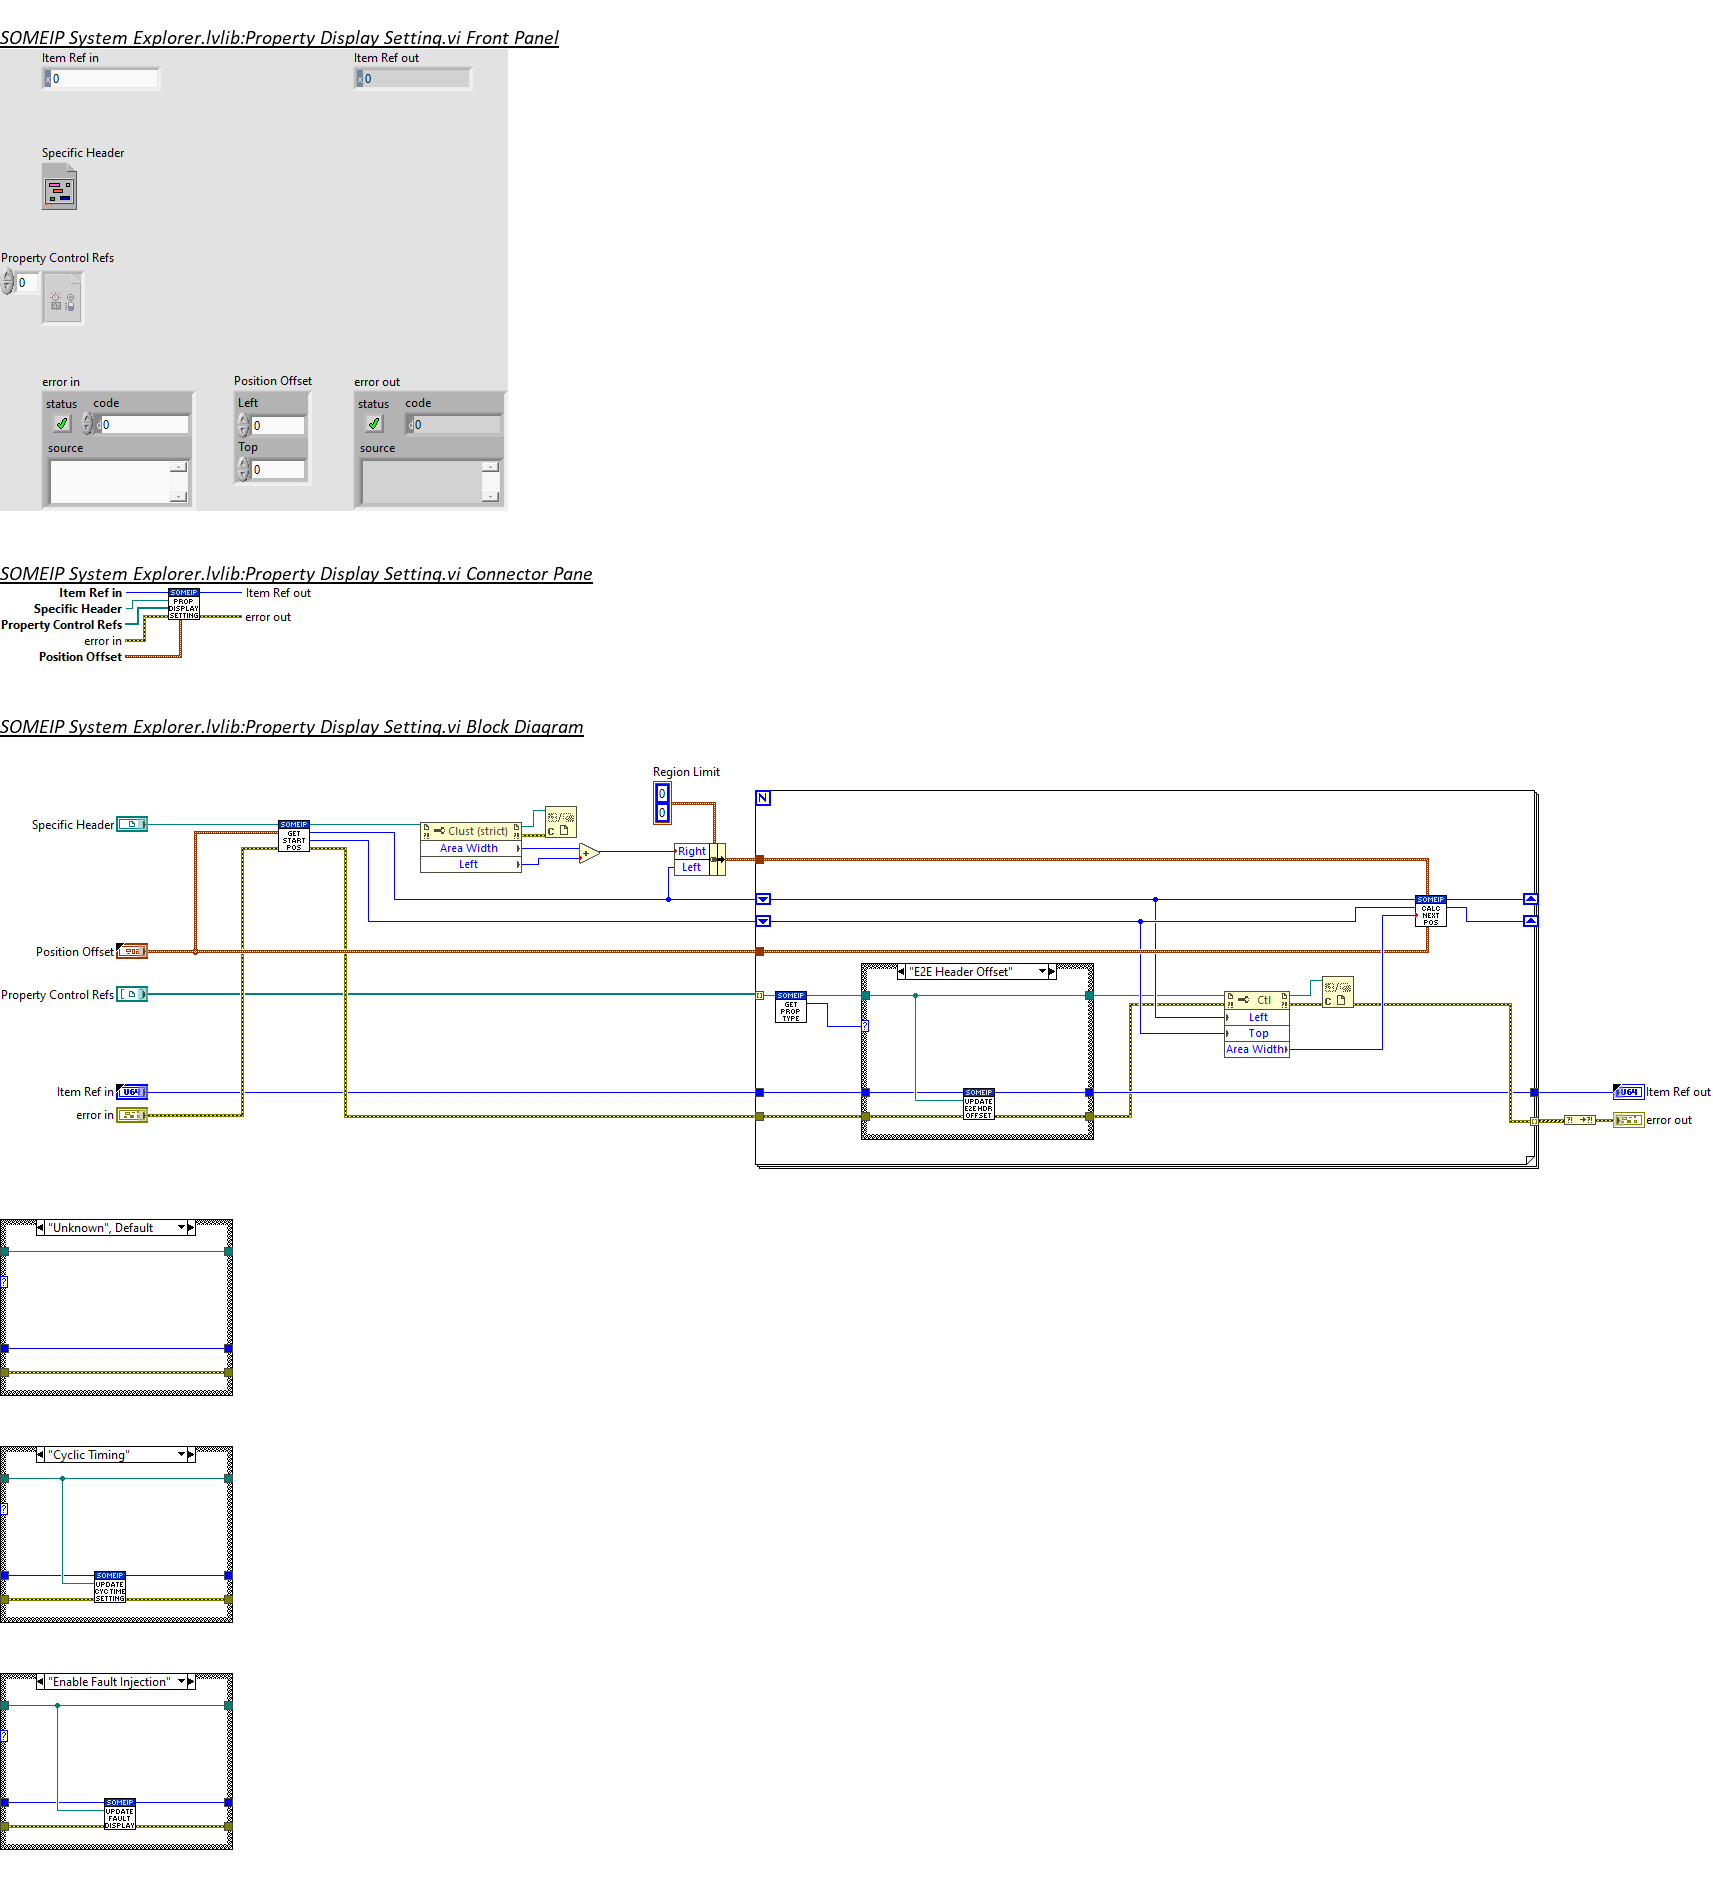 SOMEIP System Explorer.lvlib:Property Display Setting.vi Front Panel
Item Ref in
Item Ref out
x 0
x 0
Specific Header
Property Control Refs
0
error in
Position Offset
error out
status
code
Left
status
code
0
0
0
source
Top
source
0
SOMEIP System Explorer.lvlib:Property Display Setting.vi Connector Pane
Item Ref in
SOMEIP
Item Ref out
Specific Header
PROP
DISPLAY
SETTING
Property Control Refs
error out
error in
Position Offset
SOMEIP System Explorer.lvlib:Property Display Setting.vi Block Diagram
Region Limit
0
0
N
Specific Header
SOMEIP
GET
START
POS
Clust (strict)
Area Width
Left
C
+
Right
Left
SOMEIP
CALC
NEXT
POS
Position Offset
"E2E Header Offset"
Property Control Refs
SOMEIP
GET
PROP
TYPE
?
Ctl
Left
Top
Area Width
C
Item Ref in
U64
SOMEIP
UPDATE
E2E HDR
OFFSET
U64
Item Ref out
error in
?! →?!
error out
"Unknown", Default
?
"Cyclic Timing"
?
SOMEIP
UPDATE
CYC TIME
SETTING
"Enable Fault Injection"
?
SOMEIP
UPDATE
FAULT
DISPLAY